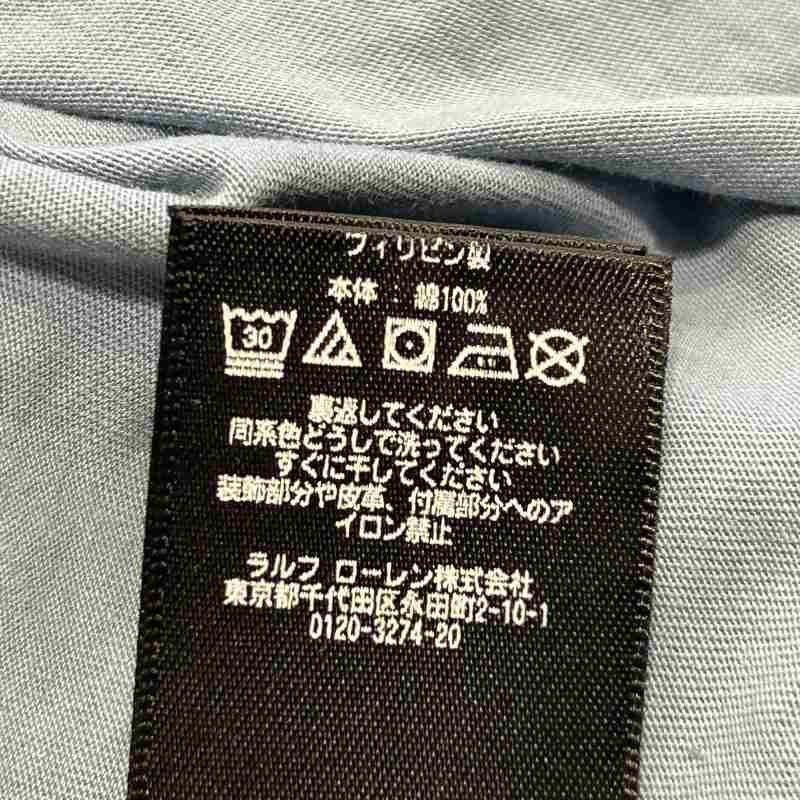 フィリピン製
本体 : 綿100%
30
裏返してください
同系色どうしで洗ってください
すぐに干してください
装飾部分や皮革、付属部分へのア
イロン禁止
ラルフ ローレン株式会社
東京都千代田区永田町2-10-1
0120-3274-20